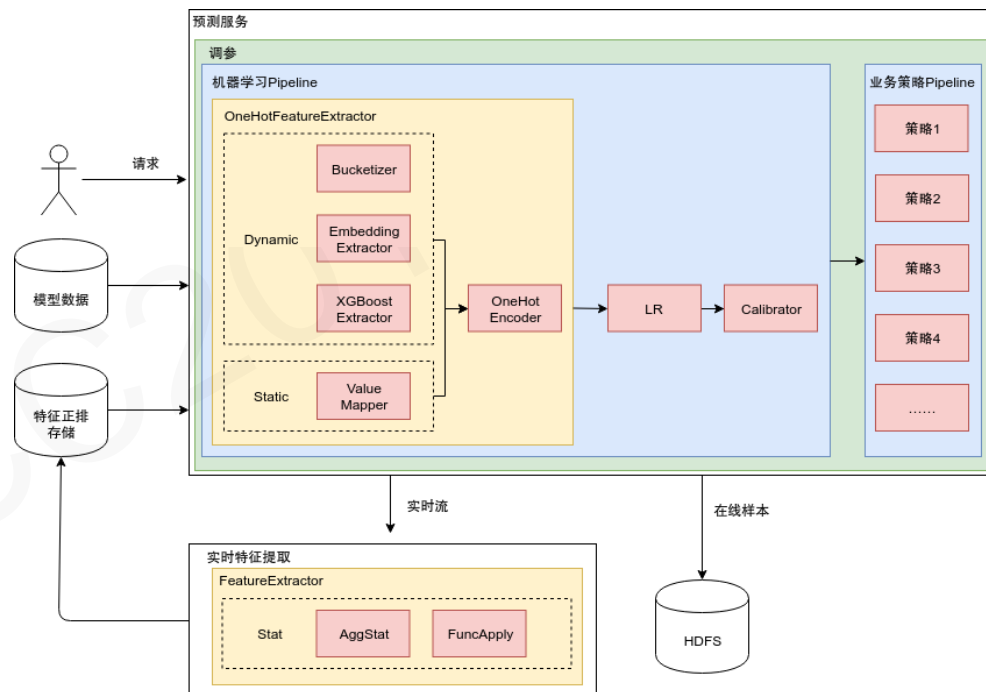 预测服务
调参
机器学习Pipeline
业务策略Pipeline
OneHotFeatureExtractor
请求
模型数据
特征正排
存储
Dynamic
Bucketizer
Embedding
Extractor
XGBoost
Extractor
Static
Value
Mapper
OneHot
Encoder
LR
Calibrator
策略1
策略2
策略3
策略4
......
实时流
在线样本
实时特征提取
FeatureExtractor
Stat
AggStat
FuncApply
HDFS